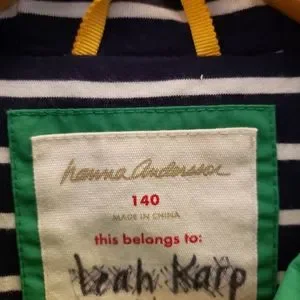 hanna andersson
140
MADE IN CHINA
this belongs to:
Leah Karp